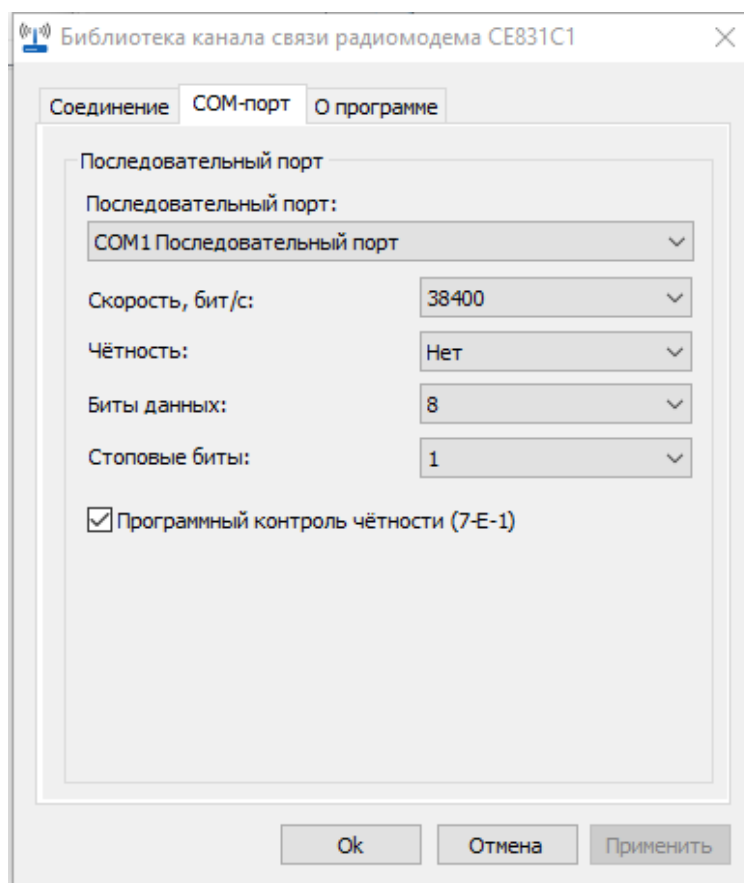 Библиотека канала связи радиомодема CE831C1
Соединение COM-порт О программе
Последовательный порт
Последовательный порт:
COM1 Последовательный порт
Скорость, бит/с: 38400
Чётность: Нет
Биты данных: 8
Стоповые биты: 1
Программный контроль чётности (7-E-1)
Ok Отмена Применить